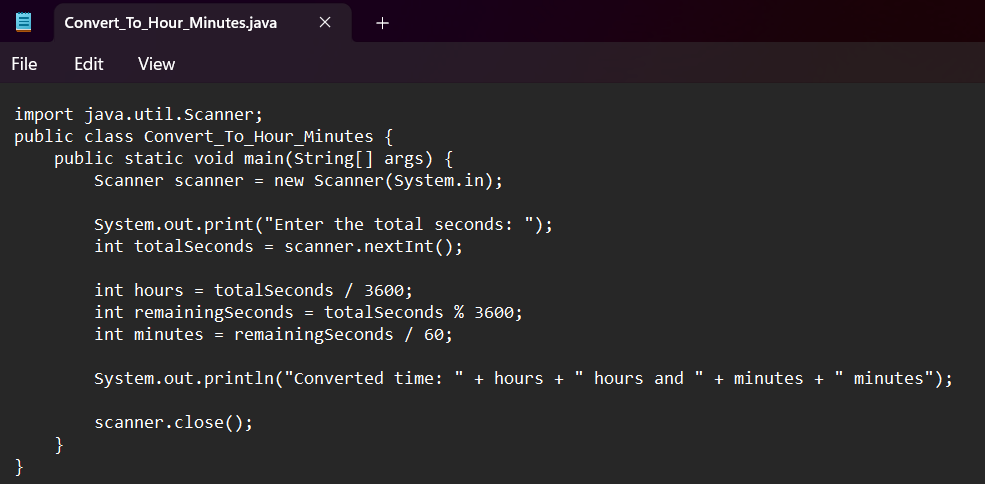 Convert_To_Hour_Minutes.java
File Edit View
import java.util.Scanner;
public class Convert_To_Hour_Minutes {
    public static void main(String[] args) {
        Scanner scanner = new Scanner(System.in);

        System.out.print("Enter the total seconds: ");
        int totalSeconds = scanner.nextInt();

        int hours = totalSeconds / 3600;
        int remainingSeconds = totalSeconds % 3600;
        int minutes = remainingSeconds / 60;

        System.out.println("Converted time: " + hours + " hours and " + minutes + " minutes");

        scanner.close();
    }
}